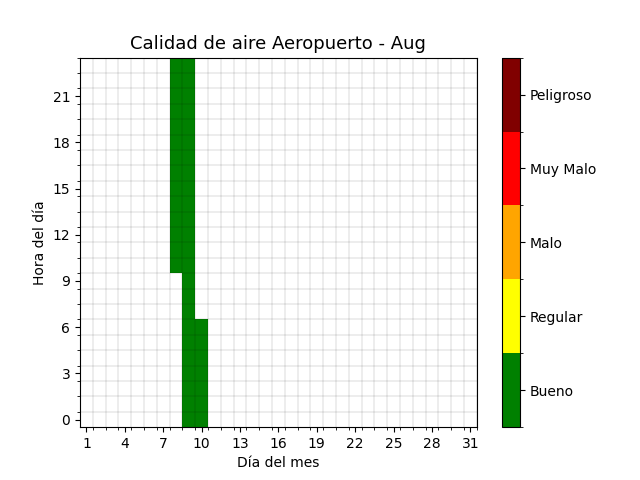 Calidad de aire Aeropuerto - Aug
21
18
15
12
9
6
3
0
Hora del día
1 4 7 10 13 16 19 22 25 28 31
Día del mes
Peligroso
Muy Malo
Malo
Regular
Bueno